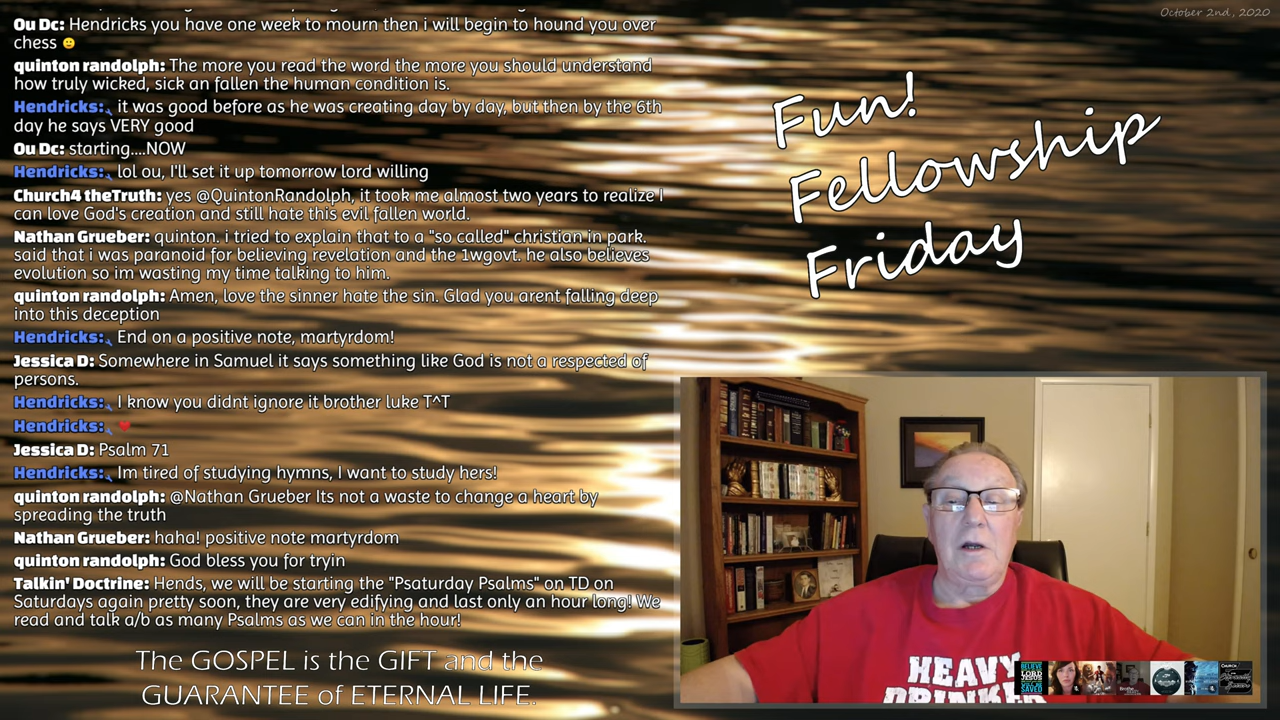 October 2nd, 2020
Ou Dc: Hendricks you have one week to mourn then i will begin to hound you over
chess 🙂
quinton randolph: The more you read the word the more you should understand
how truly wicked, sick an fallen the human condition is.
Hendricks: it was good before as he was creating day by day, but then by the 6th
day he says VERY good
Ou Dc: starting....NOW
Hendricks: lol ou, I'll set it up tomorrow lord willing
Church4 theTruth: yes @QuintonRandolph, it took me almost two years to realize I
can love God's creation and still hate this evil fallen world.
Nathan Grueber: quinton. i tried to explain that to a "so called" christian in park.
said that i was paranoid for believing revelation and the 1wgovt. he also believes
evolution so im wasting my time talking to him.
quinton randolph: Amen, love the sinner hate the sin. Glad you arent falling deep
into this deception
Hendricks: End on a positive note, martyrdom!
Jessica D: Somewhere in Samuel it says something like God is not a respected of
persons.
Hendricks: I know you didnt ignore it brother luke T^T
Hendricks: ❤
Jessica D: Psalm 71
Hendricks: Im tired of studying hymns, I want to study hers!
quinton randolph: @Nathan Grueber Its not a waste to change a heart by
spreading the truth
Nathan Grueber: haha! positive note martyrdom
quinton randolph: God bless you for tryin
Talkin' Doctrine: Hends, we will be starting the "Psaturday Psalms" on TD on
Saturdays again pretty soon, they are very edifying and last only an hour long! We
read and talk a/b as many Psalms as we can in the hour!
The GOSPEL is the GIFT and the
GUARANTEE of ETERNAL LIFE.
Fun!
Fellowship
Friday
HEAVY
DRINKER
BELIEVE
LORD
JESUS
SAVED